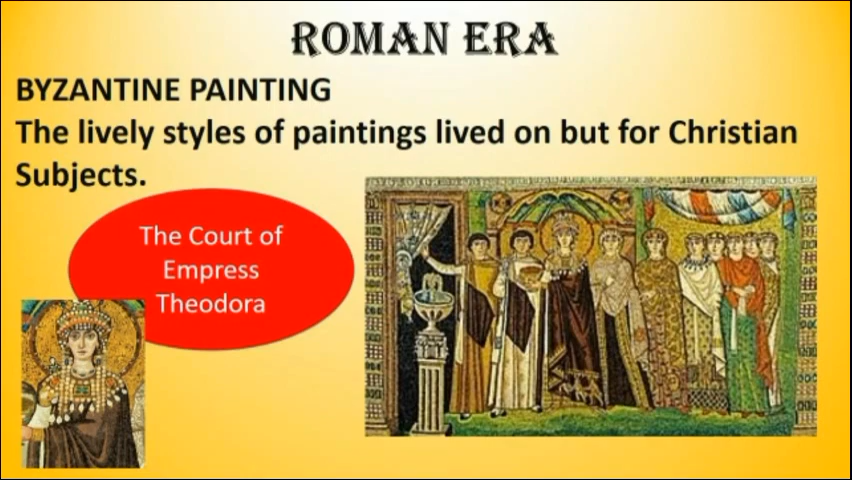 ROMAN ERA
BYZANTINE PAINTING
The lively styles of paintings lived on but for Christian
Subjects.
The Court of
Empress
Theodora